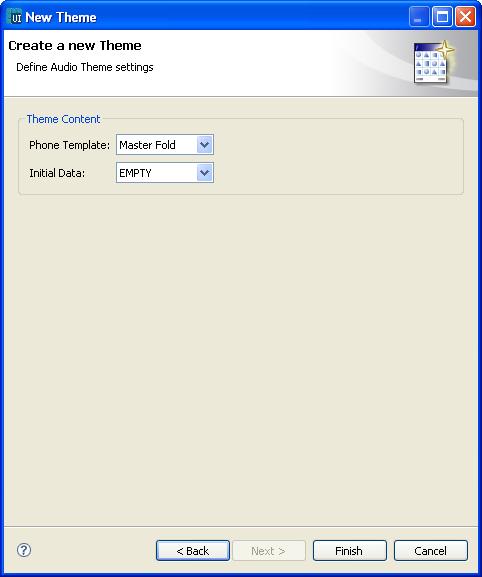 UI New Theme
Create a new Theme
Define Audio Theme settings
Theme Content
Phone Template: Master Fold
Initial Data: EMPTY
? < Back Next > Finish Cancel